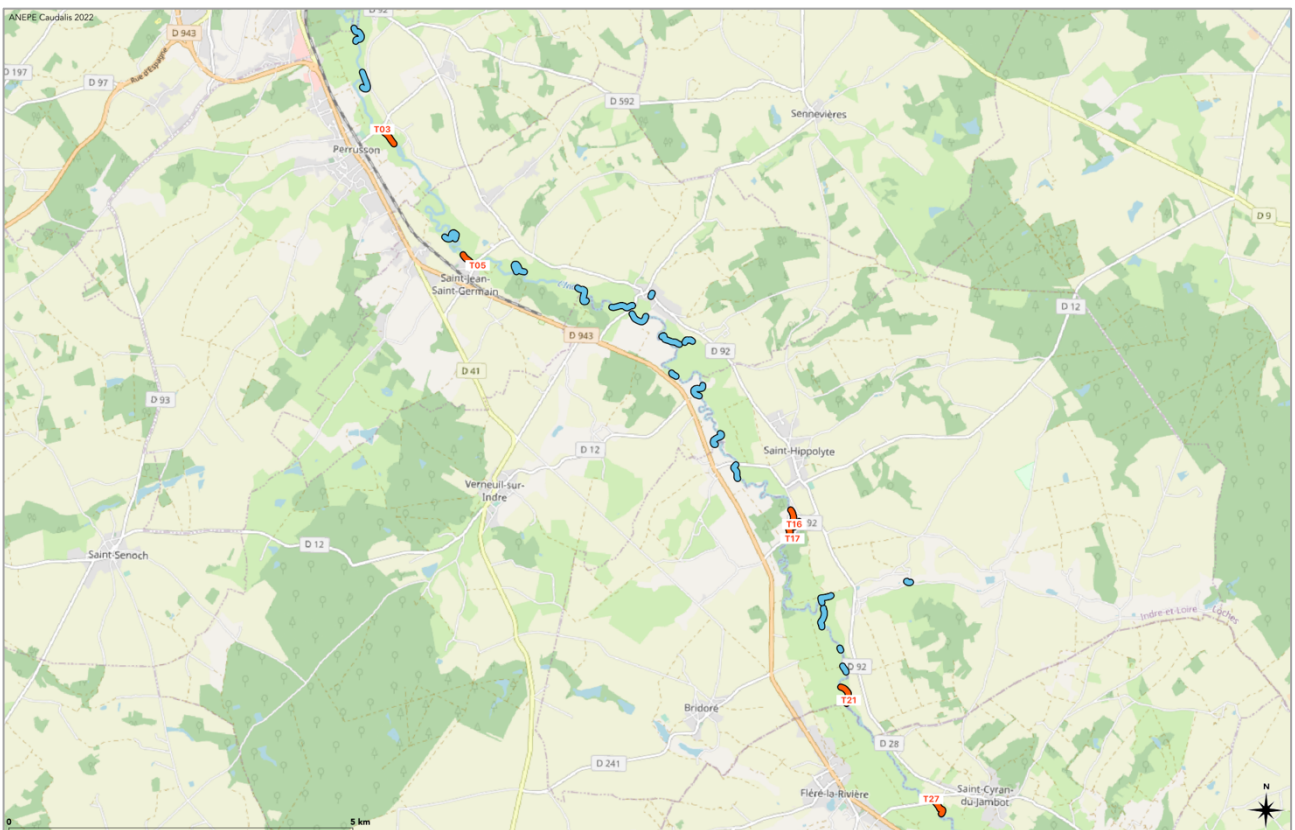 ANEPE Caudalis 2022
D 92
D 943
Rue d'Espagne
D 197
D 97
D 592
Sennevières
T03
Perrusson
D 9
T05
Saint-Jean-
Saint-Germain
D 12
D 943
D 92
D 41
D 93
Saint-Hippolyte
D 12
Verneuil-sur-
Indre
T16
92
T17
D 12
Saint-Senoch
Indre-et-Loire
Loches
D 92
T21
Bridoré
D 28
D 241
Fléré-la-Rivière
T27
Saint-Cyran-
du-Jambot
N
0
5 km